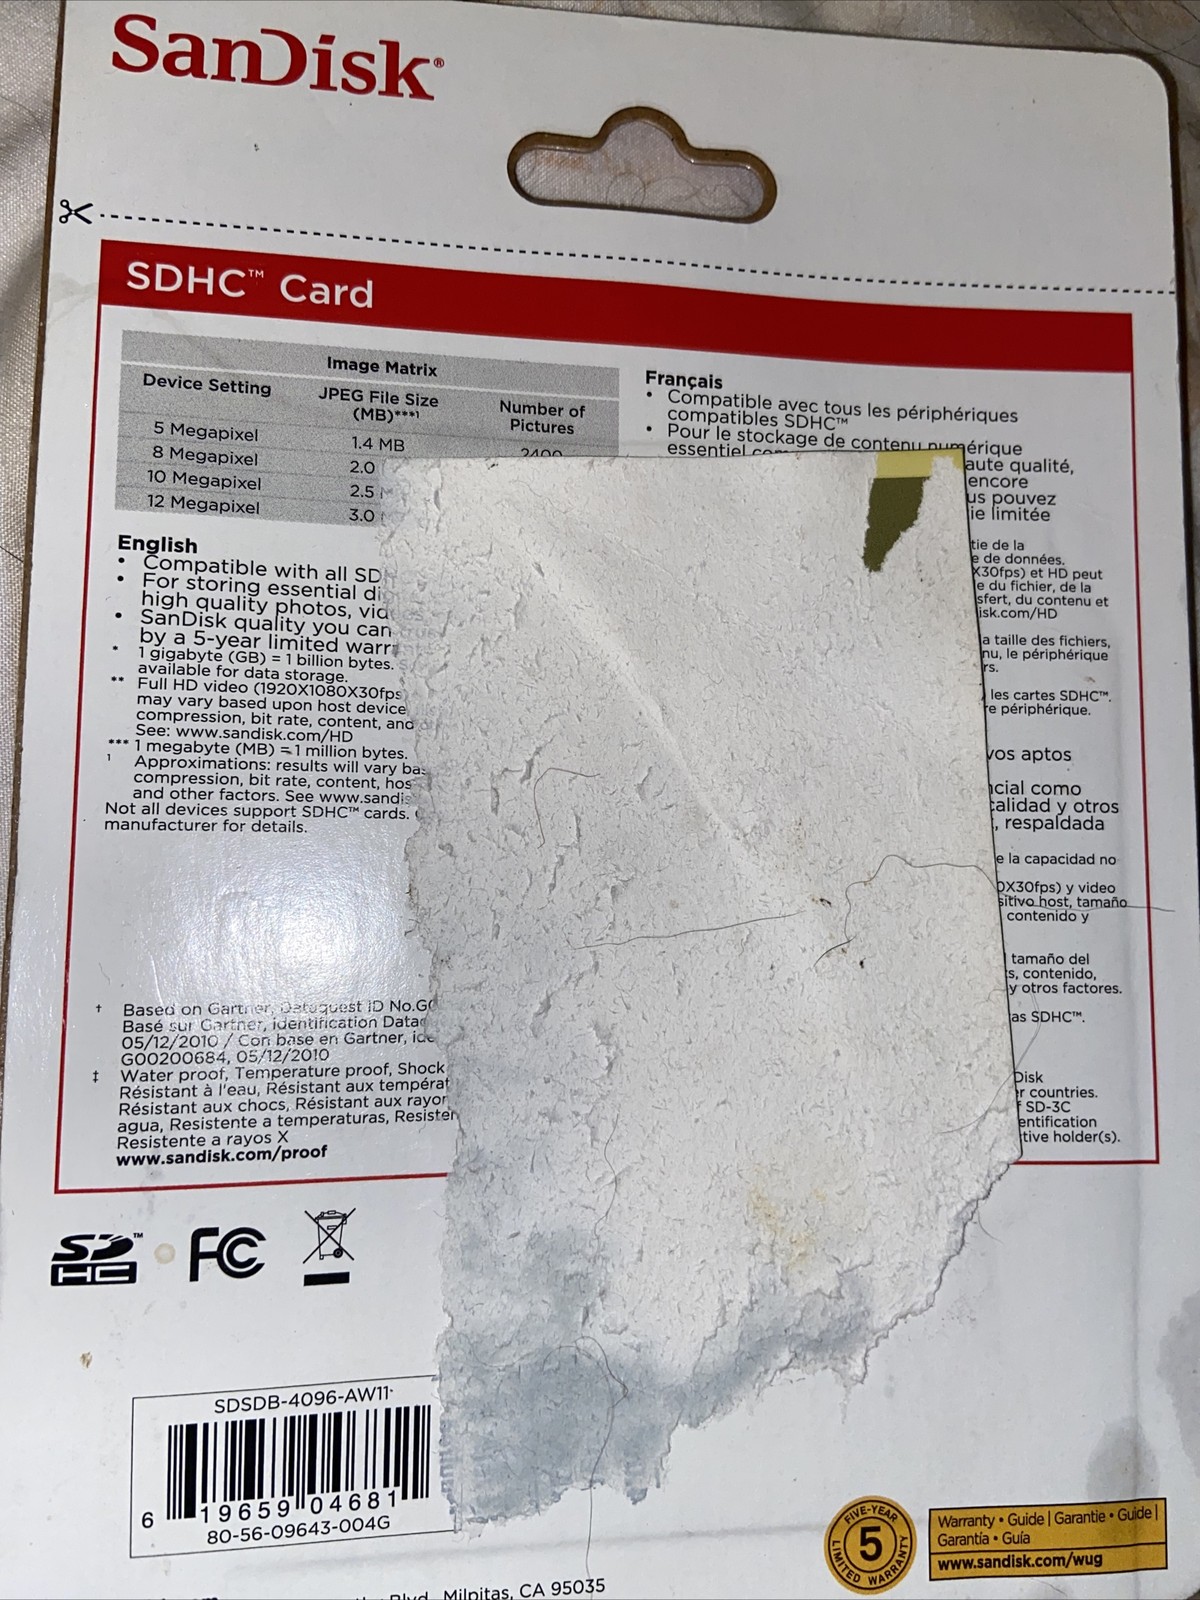 SanDisk®
SDHC™ Card
Image Matrix
Device Setting JPEG File Size (MB)***¹ Number of Pictures
5 Megapixel 1.4 MB 2400
8 Megapixel 2.0
10 Megapixel 2.5
12 Megapixel 3.0
English
• Compatible with all SD
• For storing essential di
high quality photos, vid
• SanDisk quality you can
by a 5-year limited warr
* 1 gigabyte (GB) = 1 billion bytes.
available for data storage.
** Full HD video (1920X1080X30fps
may vary based upon host device
compression, bit rate, content, and
See: www.sandisk.com/HD
*** 1 megabyte (MB) = 1 million bytes.
1 Approximations: results will vary bas
compression, bit rate, content, hos
and other factors. See www.sandis
Not all devices support SDHC™ cards.
manufacturer for details.
† Based on Gartner, Dataquest ID No.G0
Basé sur Gartner, identification Datac
05/12/2010 / Con base en Gartner, ide
G00200684, 05/12/2010
‡ Water proof, Temperature proof, Shock
Résistant à l'eau, Résistant aux températ
Résistant aux chocs, Résistant aux rayor
agua, Resistente a temperaturas, Resister
Resistente a rayos X
www.sandisk.com/proof
Français
• Compatible avec tous les périphériques
compatibles SDHC™
• Pour le stockage de contenu numérique
essentiel aute qualité,
encore
us pouvez
ie limitée
tie de la
e de données.
X30fps) et HD peut
e du fichier, de la
sfert, du contenu et
isk.com/HD
a taille des fichiers,
nu, le périphérique
rs.
les cartes SDHC™.
re périphérique.
vos aptos
ncial como
calidad y otros
, respaldada
e la capacidad no
0X30fps) y video
sitivo host, tamaño
contenido y
tamaño del
s, contenido,
y otros factores.
as SDHC™.
Disk
er countries.
SD-3C
entification
tive holder(s).
SD HC™ FC
SDSDB-4096-AW11
6 19659 04681
80-56-09643-004G
FIVE-YEAR
5
LIMITED WARRANTY
Warranty • Guide | Garantie • Guide |
Garantía • Guía
www.sandisk.com/wug
Blvd, Milpitas, CA 95035